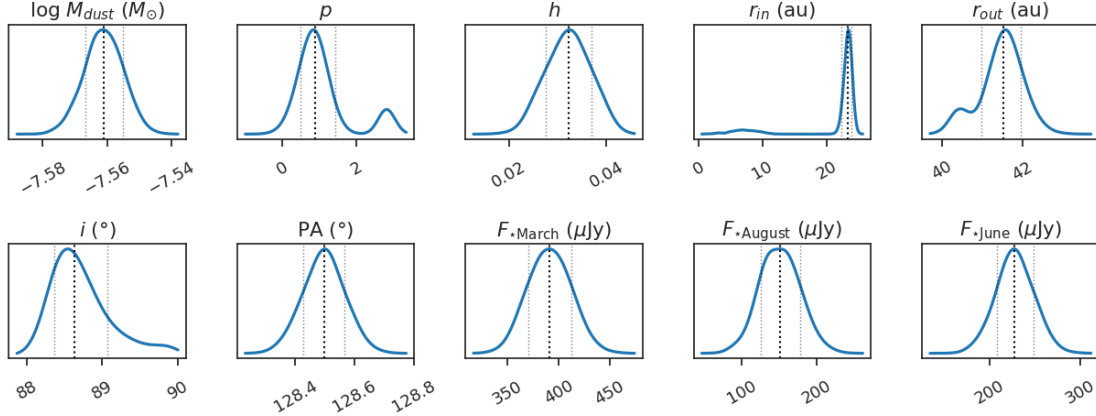 log M_dust (M_⊙) p h r_in (au) r_out (au)
−7.58 −7.56 −7.54 0 2 0.02 0.04 0 10 20 40 42
i (°) PA (°) F_⋆March (μJy) F_⋆August (μJy) F_⋆June (μJy)
88 89 90 128.4 128.6 128.8 350 400 450 100 200 200 300